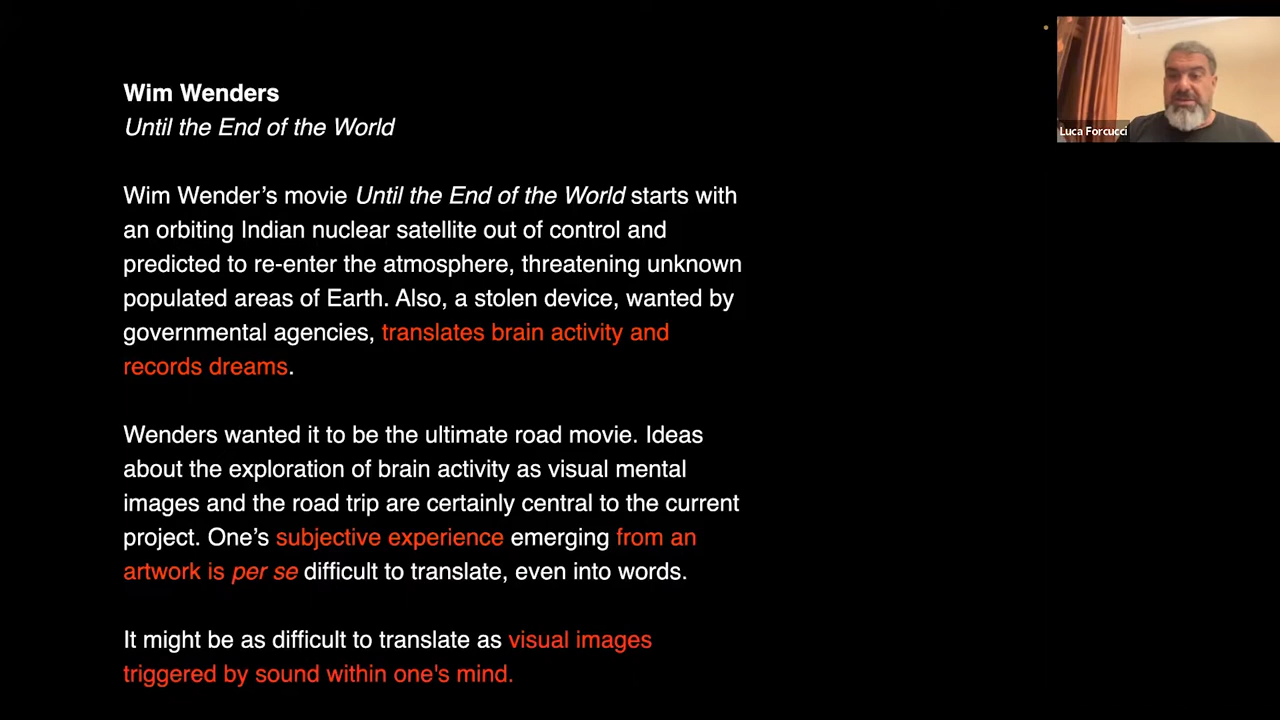 Wim Wenders
Until the End of the World
Wim Wender’s movie Until the End of the World starts with
an orbiting Indian nuclear satellite out of control and
predicted to re-enter the atmosphere, threatening unknown
populated areas of Earth. Also, a stolen device, wanted by
governmental agencies, translates brain activity and
records dreams.
Wenders wanted it to be the ultimate road movie. Ideas
about the exploration of brain activity as visual mental
images and the road trip are certainly central to the current
project. One’s subjective experience emerging from an
artwork is per se difficult to translate, even into words.
It might be as difficult to translate as visual images
triggered by sound within one's mind.
Luca Forcucci